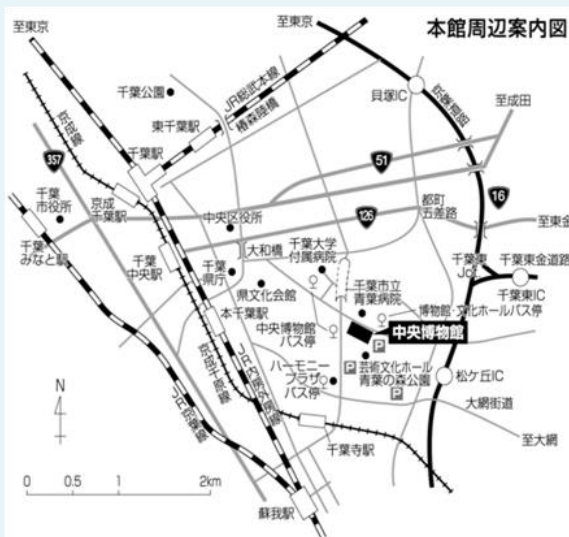 本館周辺案内図
至東京
至東京
貝塚IC
京葉道路
至成田
千葉公園
JR総武本線
椿森陸橋
東千葉駅
京成線
千葉駅
357
51
16
千葉
市役所
京成
千葉駅
中央区役所
126
都町
五差路
至東金
千葉
みなと駅
千葉
中央駅
大和橋
千葉
県庁
県文化会館
千葉大学
付属病院
千葉市立
青葉病院
千葉東
Jct
千葉東金道路
千葉東IC
本千葉駅
中央博物館
バス停
博物館・文化ホールバス停
中央博物館
P
京成千原線
JR内房外房線
ハーモニー
プラザ
バス停
P
芸術文化ホール
青葉の森公園
P
松ケ丘IC
大網街道
至大網
JR京葉線
千葉寺駅
蘇我駅
N
0 0.5 1 2km